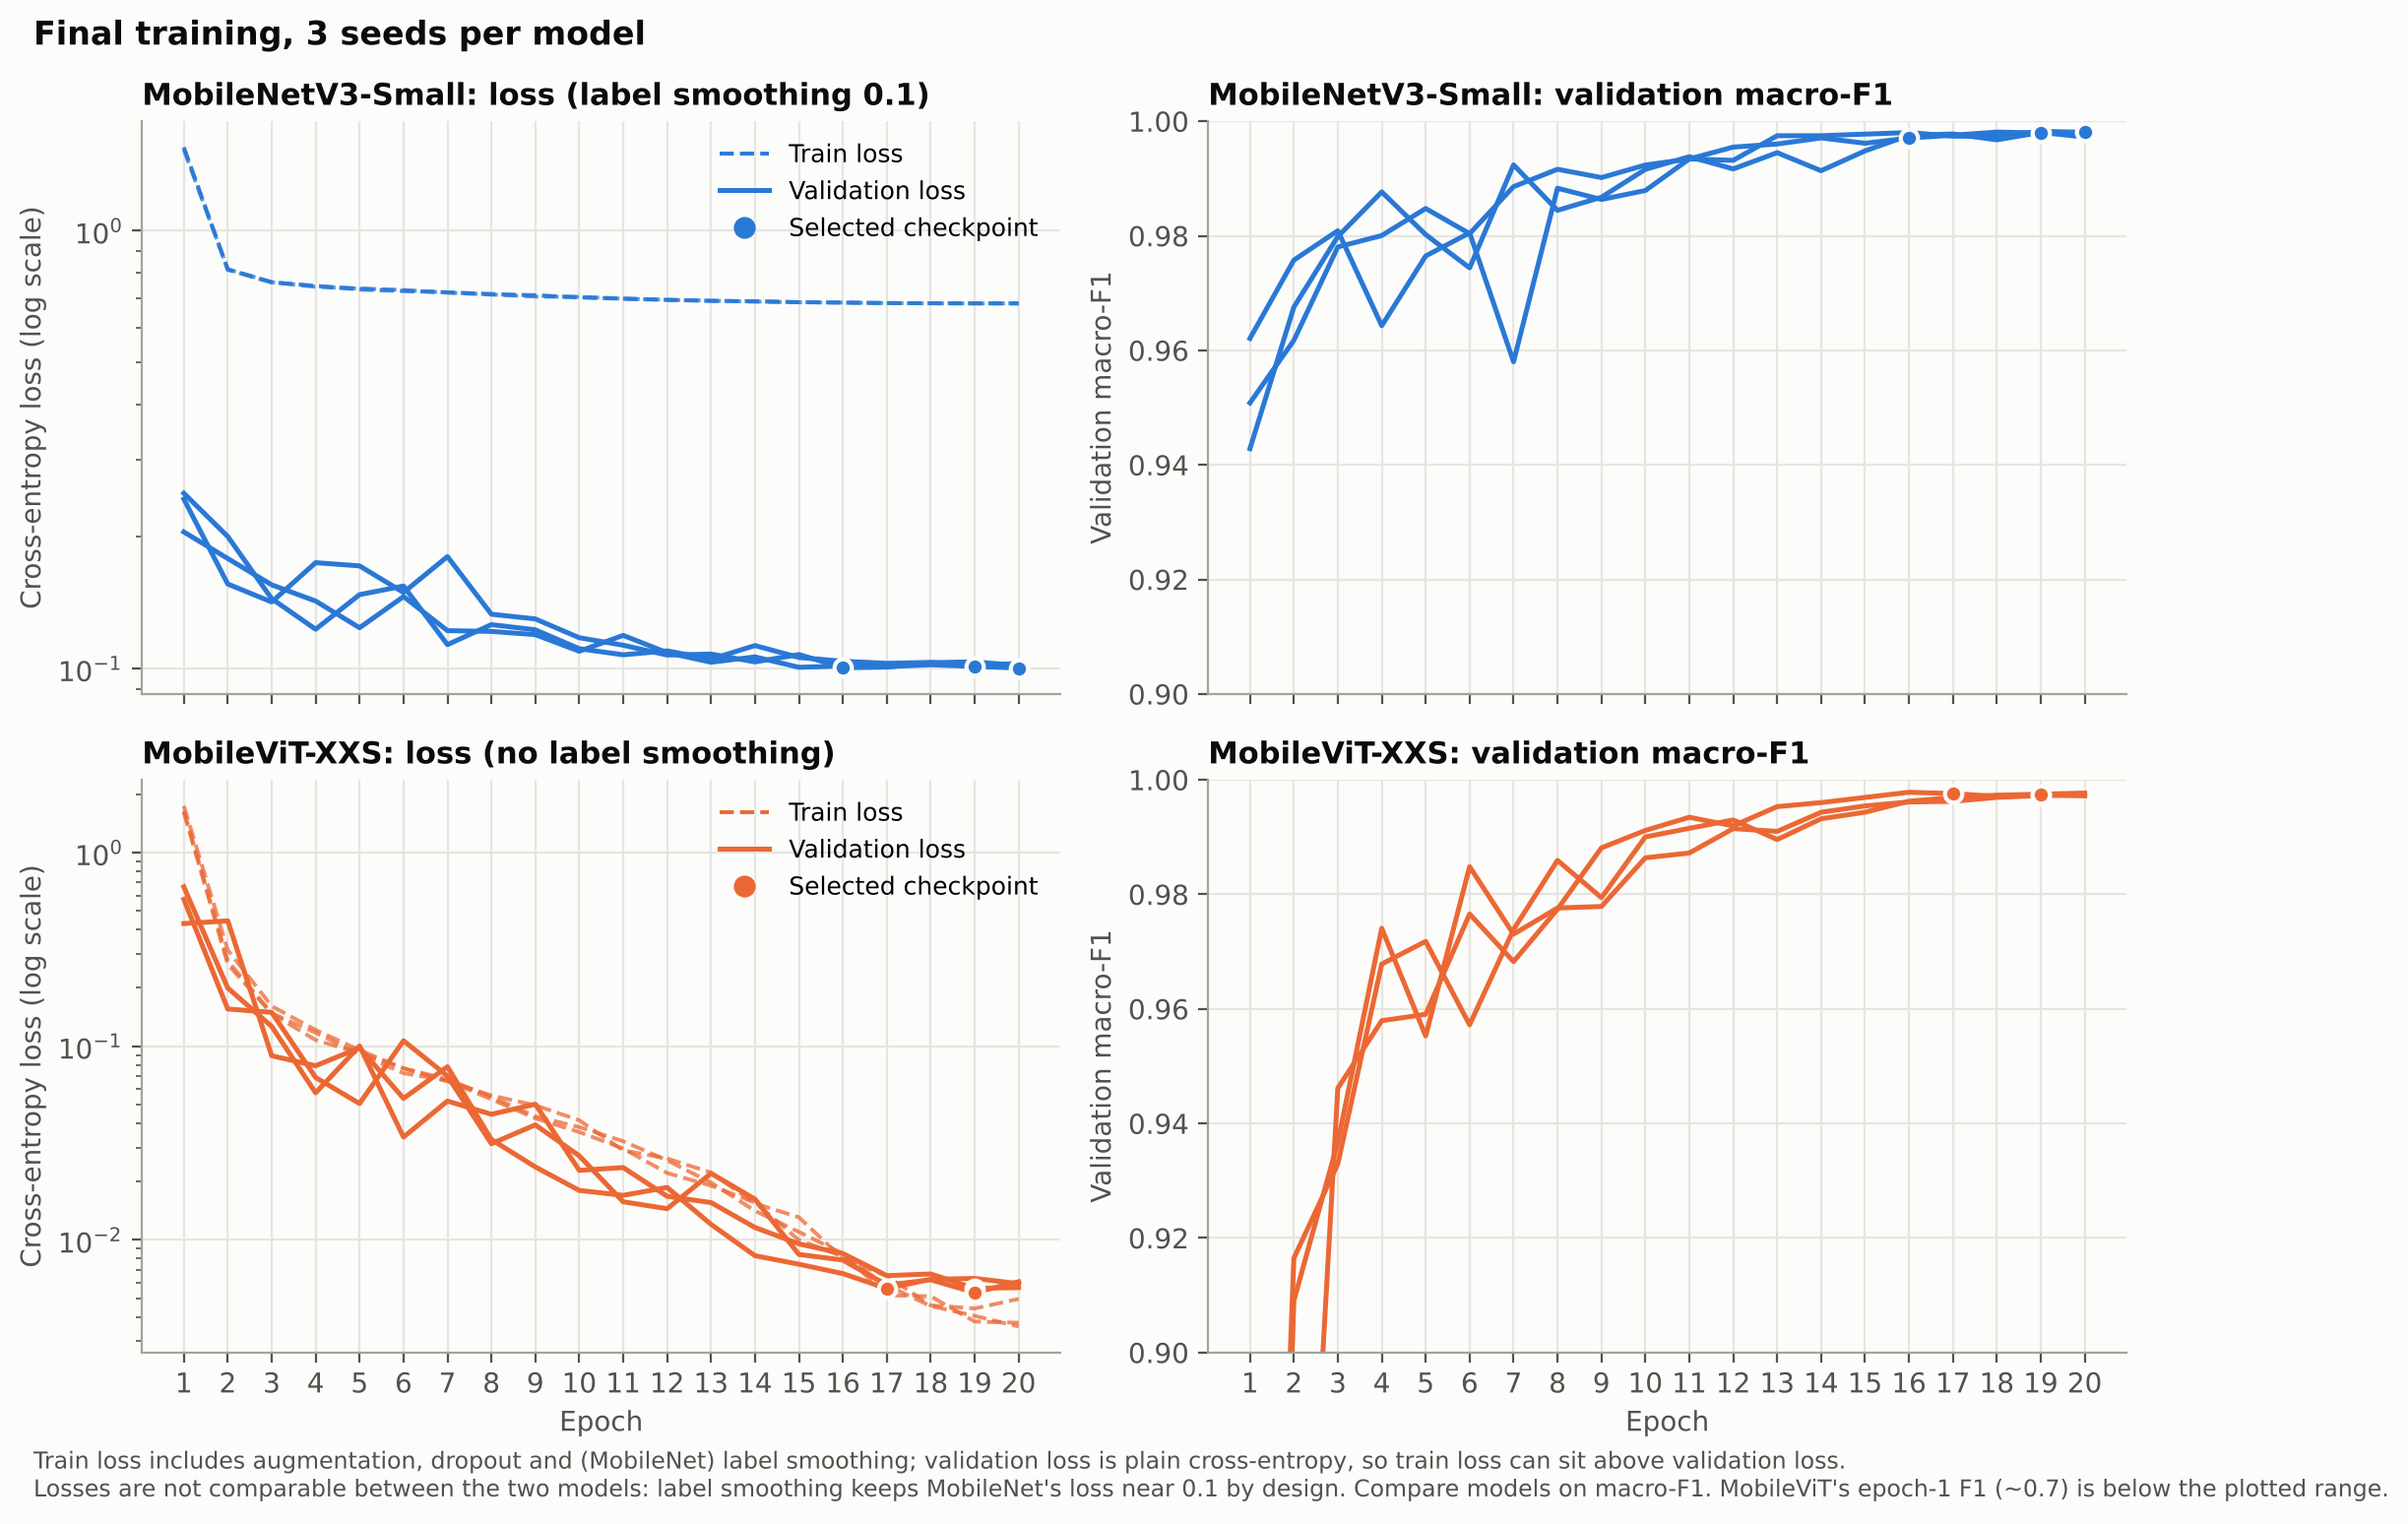 Final training, 3 seeds per model
MobileNetV3-Small: loss (label smoothing 0.1)
Cross-entropy loss (log scale)
10⁰
10⁻¹
Train loss
Validation loss
Selected checkpoint
MobileNetV3-Small: validation macro-F1
Validation macro-F1
1.00
0.98
0.96
0.94
0.92
0.90
MobileViT-XXS: loss (no label smoothing)
Cross-entropy loss (log scale)
10⁰
10⁻¹
10⁻²
Train loss
Validation loss
Selected checkpoint
1 2 3 4 5 6 7 8 9 10 11 12 13 14 15 16 17 18 19 20
Epoch
MobileViT-XXS: validation macro-F1
Validation macro-F1
1.00
0.98
0.96
0.94
0.92
0.90
1 2 3 4 5 6 7 8 9 10 11 12 13 14 15 16 17 18 19 20
Epoch
Train loss includes augmentation, dropout and (MobileNet) label smoothing; validation loss is plain cross-entropy, so train loss can sit above validation loss.
Losses are not comparable between the two models: label smoothing keeps MobileNet's loss near 0.1 by design. Compare models on macro-F1. MobileViT's epoch-1 F1 (~0.7) is below the plotted range.